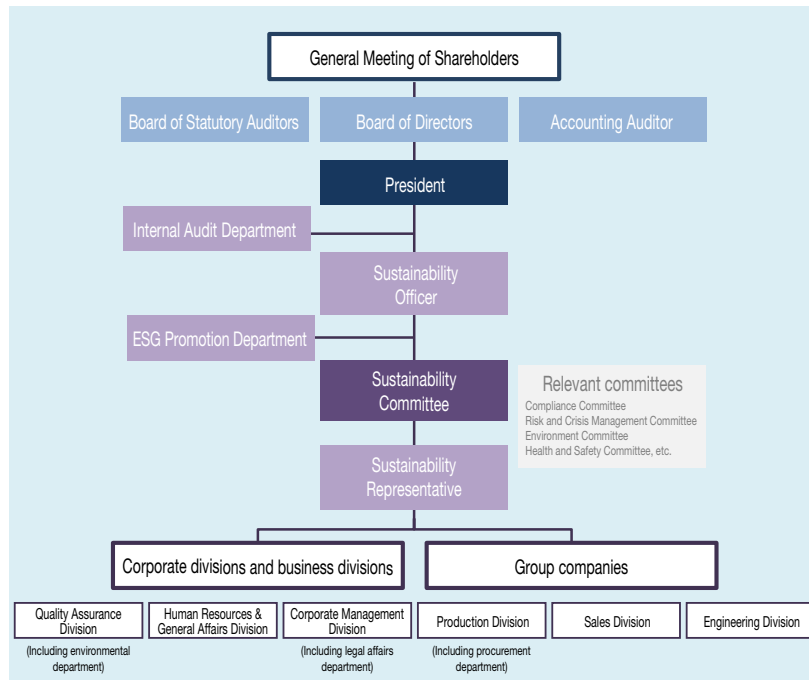 General Meeting of Shareholders
Board of Statutory Auditors
Board of Directors
Accounting Auditor
President
Internal Audit Department
Sustainability
Officer
ESG Promotion Department
Sustainability
Committee
Relevant committees
Compliance Committee
Risk and Crisis Management Committee
Environment Committee
Health and Safety Committee, etc.
Sustainability
Representative
Corporate divisions and business divisions
Group companies
Quality Assurance
Division
(Including environmental
department)
Human Resources &
General Affairs Division
Corporate Management
Division
(Including legal affairs
department)
Production Division
(Including procurement
department)
Sales Division
Engineering Division